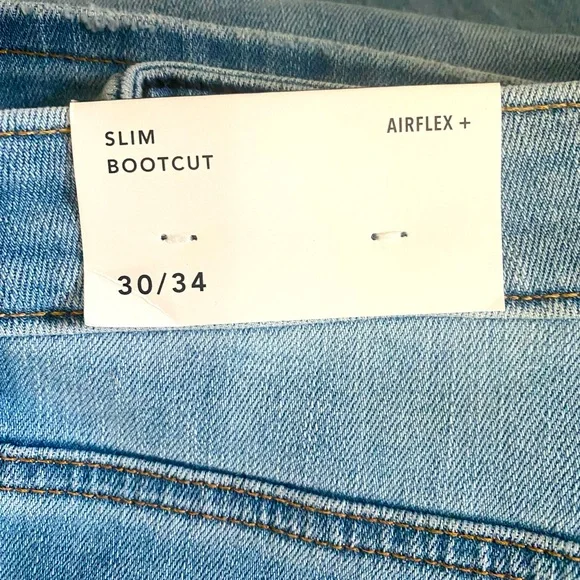 SLIM
BOOTCUT
AIRFLEX +
30/34